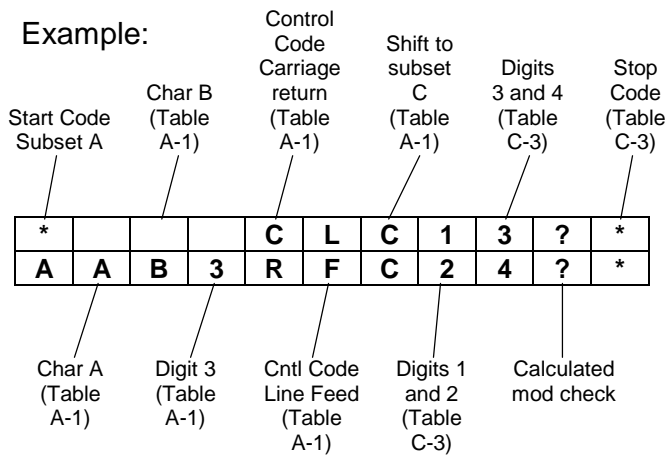 Example:
Start Code
Subset A
Char B
(Table
A-1)
Control
Code
Carriage
return
(Table
A-1)
Shift to
subset
C
(Table
A-1)
Digits
3 and 4
(Table
C-3)
Stop
Code
(Table
C-3)
* C L C 1 3 ? *
A A B 3 R F C 2 4 ? *
Char A
(Table
A-1)
Digit 3
(Table
A-1)
Cntl Code
Line Feed
(Table
A-1)
Digits 1
and 2
(Table
C-3)
Calculated
mod check